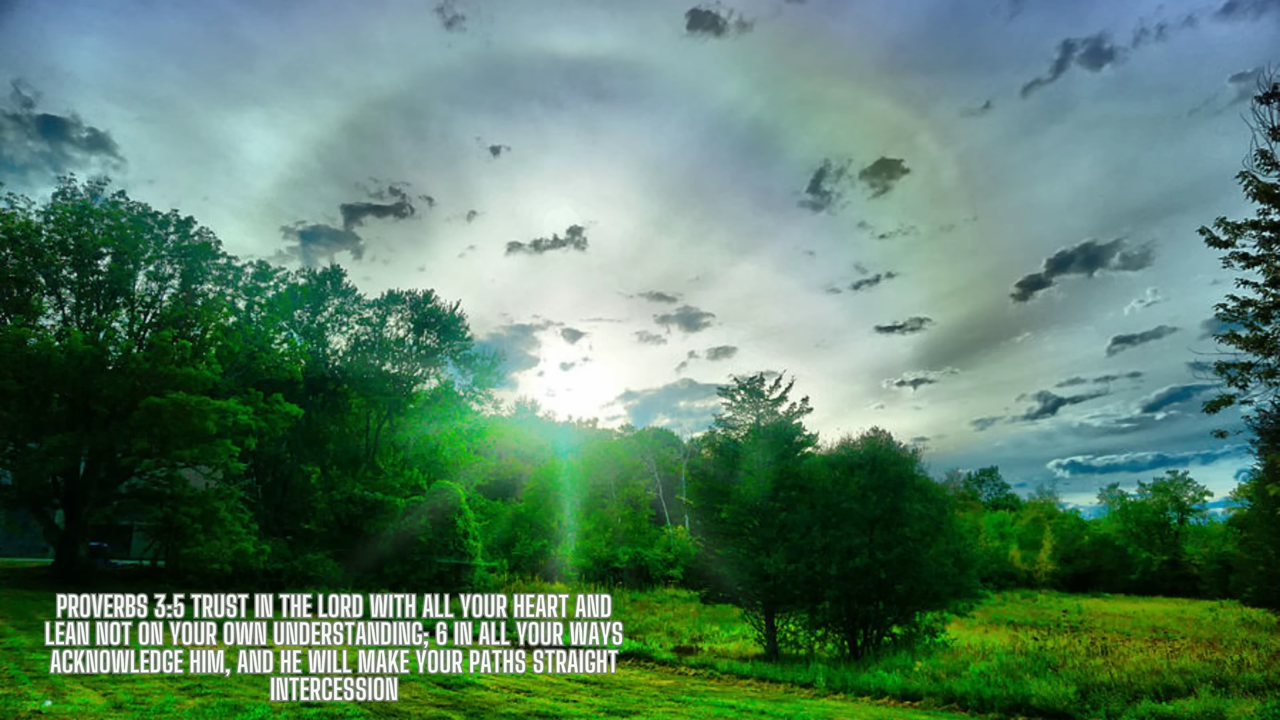 PROVERBS 3:5 TRUST IN THE LORD WITH ALL YOUR HEART AND
LEAN NOT ON YOUR OWN UNDERSTANDING; 6 IN ALL YOUR WAYS
ACKNOWLEDGE HIM, AND HE WILL MAKE YOUR PATHS STRAIGHT
INTERCESSION